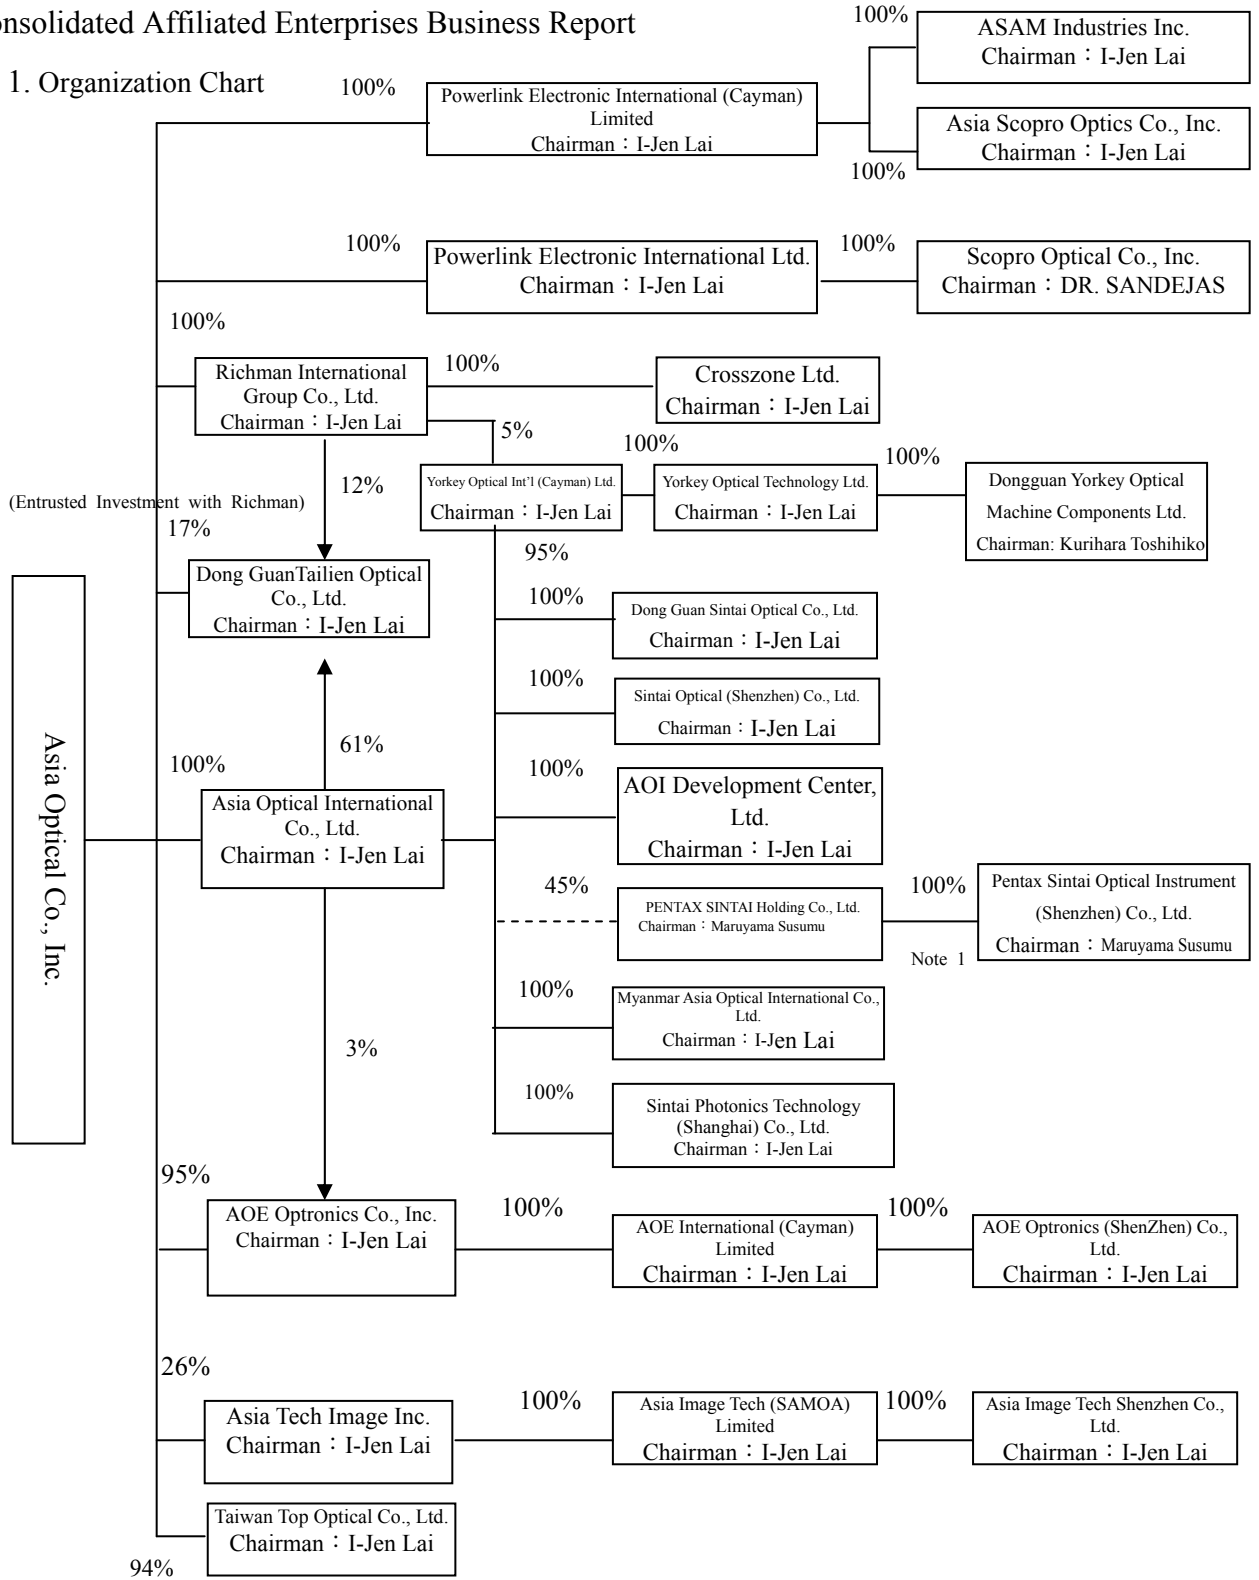 onsolidated Affiliated Enterprises Business Report
1. Organization Chart
100%
Powerlink Electronic International (Cayman)
Limited
Chairman：I-Jen Lai
100%
ASAM Industries Inc.
Chairman：I-Jen Lai
Asia Scopro Optics Co., Inc.
Chairman：I-Jen Lai
100%
100%
Powerlink Electronic International Ltd.
Chairman：I-Jen Lai
100%
Scopro Optical Co., Inc.
Chairman：DR. SANDEJAS
100%
Richman International
Group Co., Ltd.
Chairman：I-Jen Lai
100%
Crosszone Ltd.
Chairman：I-Jen Lai
5%
Yorkey Optical Int'l (Cayman) Ltd.
Chairman：I-Jen Lai
100%
Yorkey Optical Technology Ltd.
Chairman：I-Jen Lai
100%
Dongguan Yorkey Optical
Machine Components Ltd.
Chairman: Kurihara Toshihiko
12%
(Entrusted Investment with Richman)
17%
Dong GuanTailien Optical
Co., Ltd.
Chairman：I-Jen Lai
95%
100%
Dong Guan Sintai Optical Co., Ltd.
Chairman：I-Jen Lai
100%
Sintai Optical (Shenzhen) Co., Ltd.
Chairman：I-Jen Lai
61%
Asia Optical Co., Inc.
100%
Asia Optical International
Co., Ltd.
Chairman：I-Jen Lai
100%
AOI Development Center,
Ltd.
Chairman：I-Jen Lai
45%
PENTAX SINTAI Holding Co., Ltd.
Chairman：Maruyama Susumu
100%
Note 1
Pentax Sintai Optical Instrument
(Shenzhen) Co., Ltd.
Chairman：Maruyama Susumu
100%
Myanmar Asia Optical International Co.,
Ltd.
Chairman：I-Jen Lai
3%
100%
Sintai Photonics Technology
(Shanghai) Co., Ltd.
Chairman：I-Jen Lai
95%
AOE Optronics Co., Inc.
Chairman：I-Jen Lai
100%
AOE International (Cayman)
Limited
Chairman：I-Jen Lai
100%
AOE Optronics (ShenZhen) Co.,
Ltd.
Chairman：I-Jen Lai
26%
Asia Tech Image Inc.
Chairman：I-Jen Lai
100%
Asia Image Tech (SAMOA)
Limited
Chairman：I-Jen Lai
100%
Asia Image Tech Shenzhen Co.,
Ltd.
Chairman：I-Jen Lai
Taiwan Top Optical Co., Ltd.
Chairman：I-Jen Lai
94%